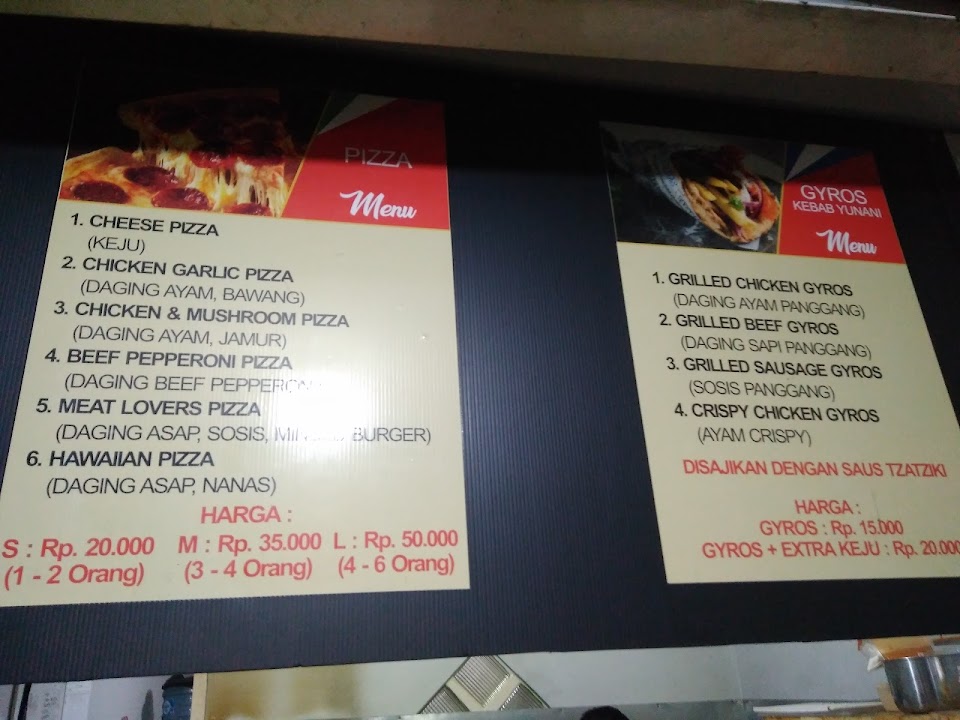 PIZZA
Menu
1. CHEESE PIZZA
(KEJU)
2. CHICKEN GARLIC PIZZA
(DAGING AYAM, BAWANG)
3. CHICKEN & MUSHROOM PIZZA
(DAGING AYAM, JAMUR)
4. BEEF PEPPERONI PIZZA
(DAGING BEEF PEPPERONI)
5. MEAT LOVERS PIZZA
(DAGING ASAP, SOSIS, BURGER)
6. HAWAIIAN PIZZA
(DAGING ASAP, NANAS)
HARGA :
S : Rp. 20.000 M : Rp. 35.000 L : Rp. 50.000
(1 - 2 Orang) (3 - 4 Orang) (4 - 6 Orang)
GYROS
KEBAB YUNANI
Menu
1. GRILLED CHICKEN GYROS
(DAGING AYAM PANGGANG)
2. GRILLED BEEF GYROS
(DAGING SAPI PANGGANG)
3. GRILLED SAUSAGE GYROS
(SOSIS PANGGANG)
4. CRISPY CHICKEN GYROS
(AYAM CRISPY)
DISAJIKAN DENGAN SAUS TZATZIKI
HARGA :
GYROS : Rp. 15.000
GYROS + EXTRA KEJU : Rp. 20.000